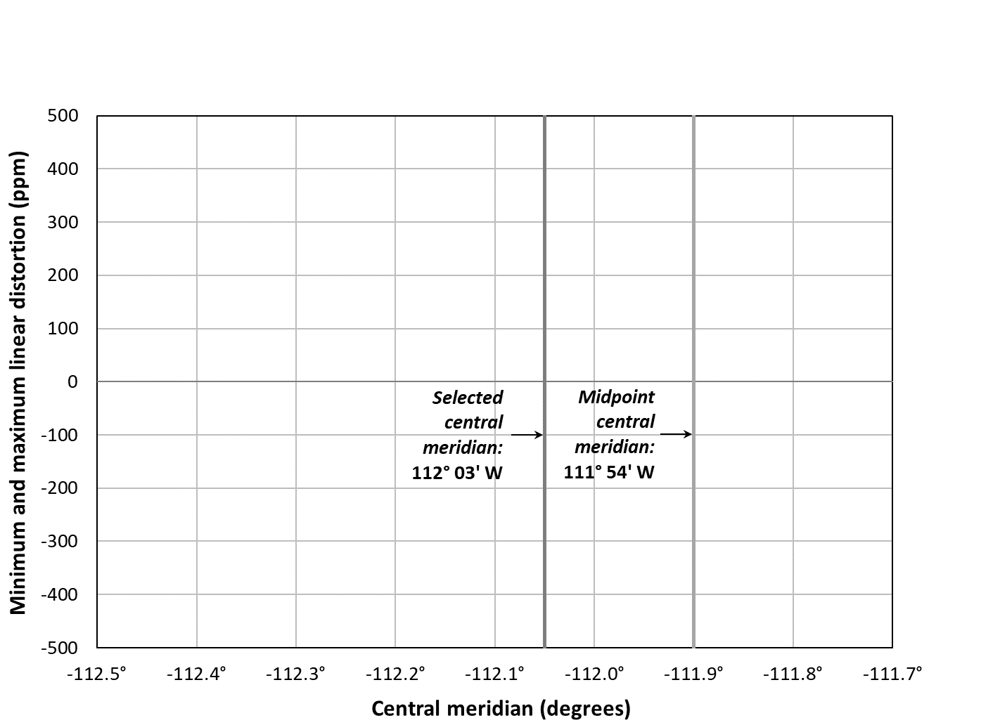 Minimum and maximum linear distortion (ppm)
500
400
300
200
100
0
-100
-200
-300
-400
-500
Selected
central
meridian:
112° 03' W
Midpoint
central
meridian:
111° 54' W
-112.5° -112.4° -112.3° -112.2° -112.1° -112.0° -111.9° -111.8° -111.7°
Central meridian (degrees)